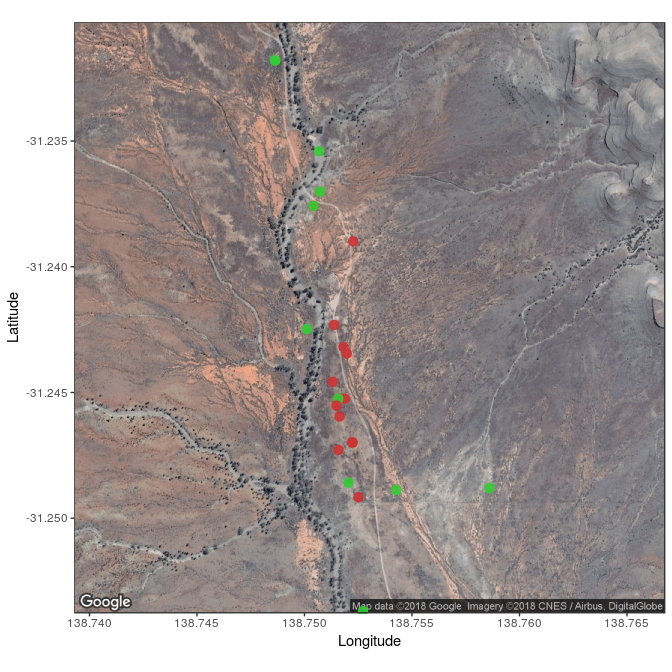 -31.235
-31.240
-31.245
-31.250
Latitude
Google
Map data ©2018 Google Imagery ©2018 CNES / Airbus, DigitalGlobe
138.740 138.745 138.750 138.755 138.760 138.765
Longitude